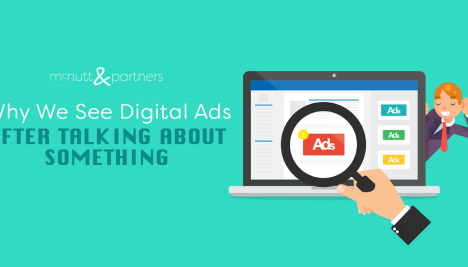 mcnutt&partners
Why We See Digital Ads
FTER TALKING ABOUT
SOMETHING
Ads
Ads
Ads
Ads